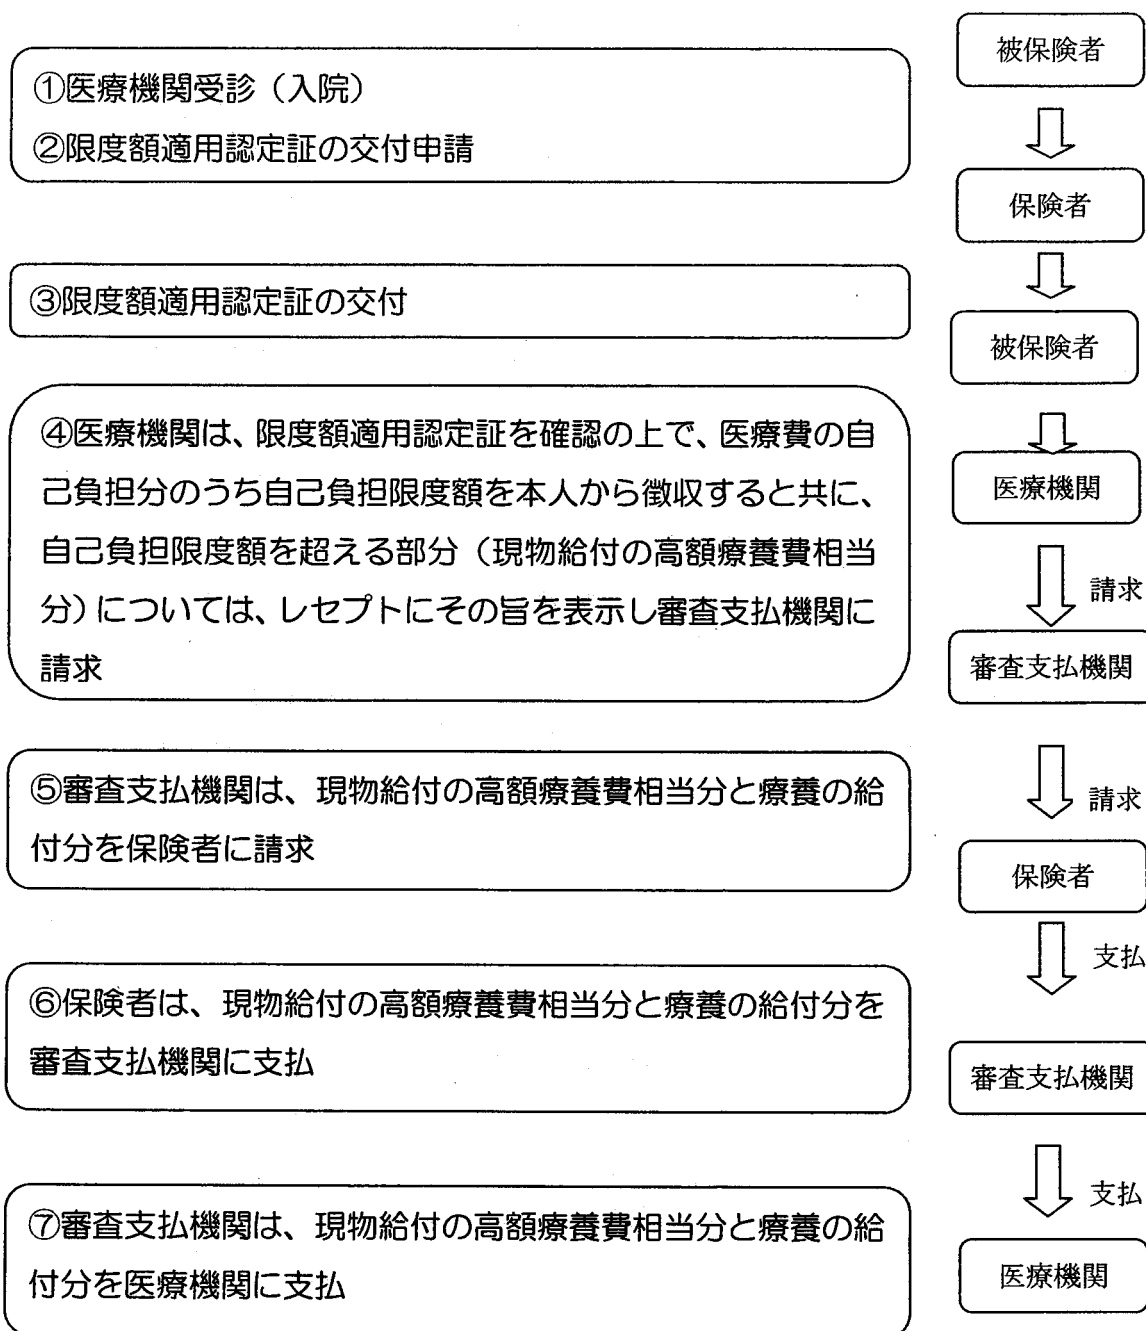 被保険者
①医療機関受診（入院）
②限度額適用認定証の交付申請
保険者
③限度額適用認定証の交付
被保険者
④医療機関は、限度額適用認定証を確認の上で、医療費の自
己負担分のうち自己負担限度額を本人から徴収すると共に、
自己負担限度額を超える部分（現物給付の高額療養費相当
分）については、レセプトにその旨を表示し審査支払機関に
請求
医療機関
請求
審査支払機関
⑤審査支払機関は、現物給付の高額療養費相当分と療養の給
付分を保険者に請求
請求
保険者
支払
⑥保険者は、現物給付の高額療養費相当分と療養の給付分を
審査支払機関に支払
審査支払機関
支払
⑦審査支払機関は、現物給付の高額療養費相当分と療養の給
付分を医療機関に支払
医療機関